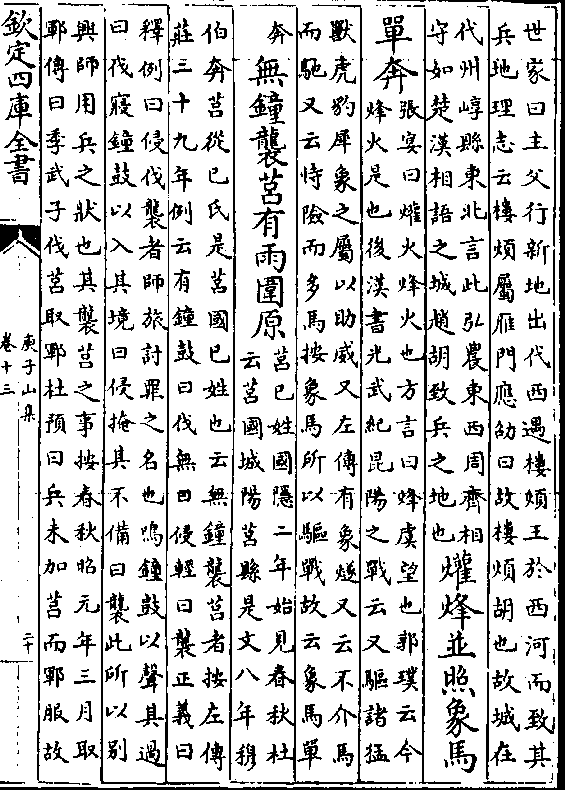 世家曰主父行新地出代西遇樓煩王於西河而致其
兵地理志云樓煩屬雁門應劭曰故樓煩胡也故城在
代州崞縣東北言此弘農東西周齊相
守如楚漢相語之城趙胡致兵之地也
爟烽並照象馬
單奔
張宴曰爟火烽火也方言曰烽虞望也郭璞云今
烽火是也後漢書光武紀昆陽之戰云又驅諸猛
獸虎豹犀象之屬以助威又左傳有象燧又云不介馬
而馳又云恃險而多馬按象馬所以驅戰故云象馬單
奔
無鐘襲莒有雨圍原
莒已姓國隱二年始見春秋杜
云莒國城陽莒縣是文八年穆
伯奔莒從已氏是莒國已姓也云無鐘襲莒者按左傳
莊三十九年例云有鐘鼓曰伐無曰侵輕曰襲正義曰
釋例曰侵伐襲者師旅討罪之名也鳴鐘鼓以聲其過
曰伐寢鐘鼓以入其境曰侵掩其不備曰襲此所以别
興師用兵之狀也其襲莒之事按春秋昭元年三月取
鄆傳曰季武子伐莒取鄆杜預曰兵未加莒而鄆服故
欽定四庫全書
庾子山集
卷十三
二十